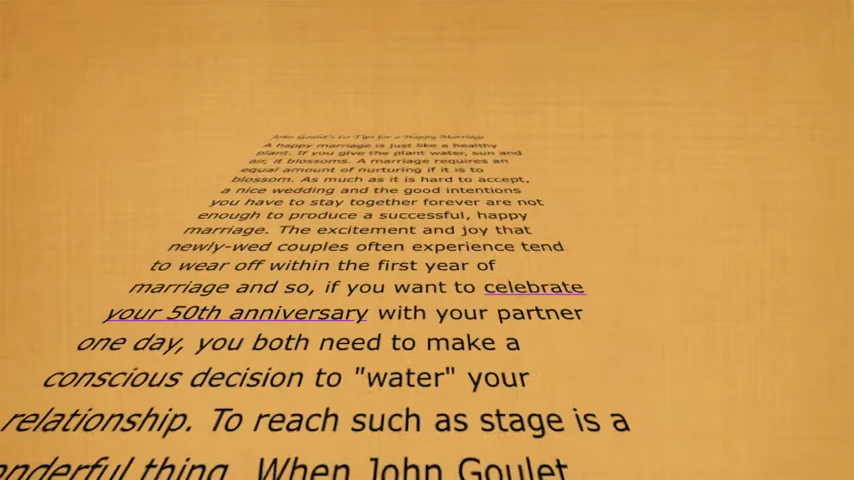 John Goulet's 10 Tips for a Happy Marriage
A happy marriage is just like a healthy
plant. If you give the plant water, sun and
air, it blossoms. A marriage requires an
equal amount of nurturing if it is to
blossom. As much as it is hard to accept,
a nice wedding and the good intentions
you have to stay together forever are not
enough to produce a successful, happy
marriage. The excitement and joy that
newly-wed couples often experience tend
to wear off within the first year of
marriage and so, if you want to celebrate
your 50th anniversary with your partner
one day, you both need to make a
conscious decision to "water" your
relationship. To reach such as stage is a
wonderful thing. When John Goulet